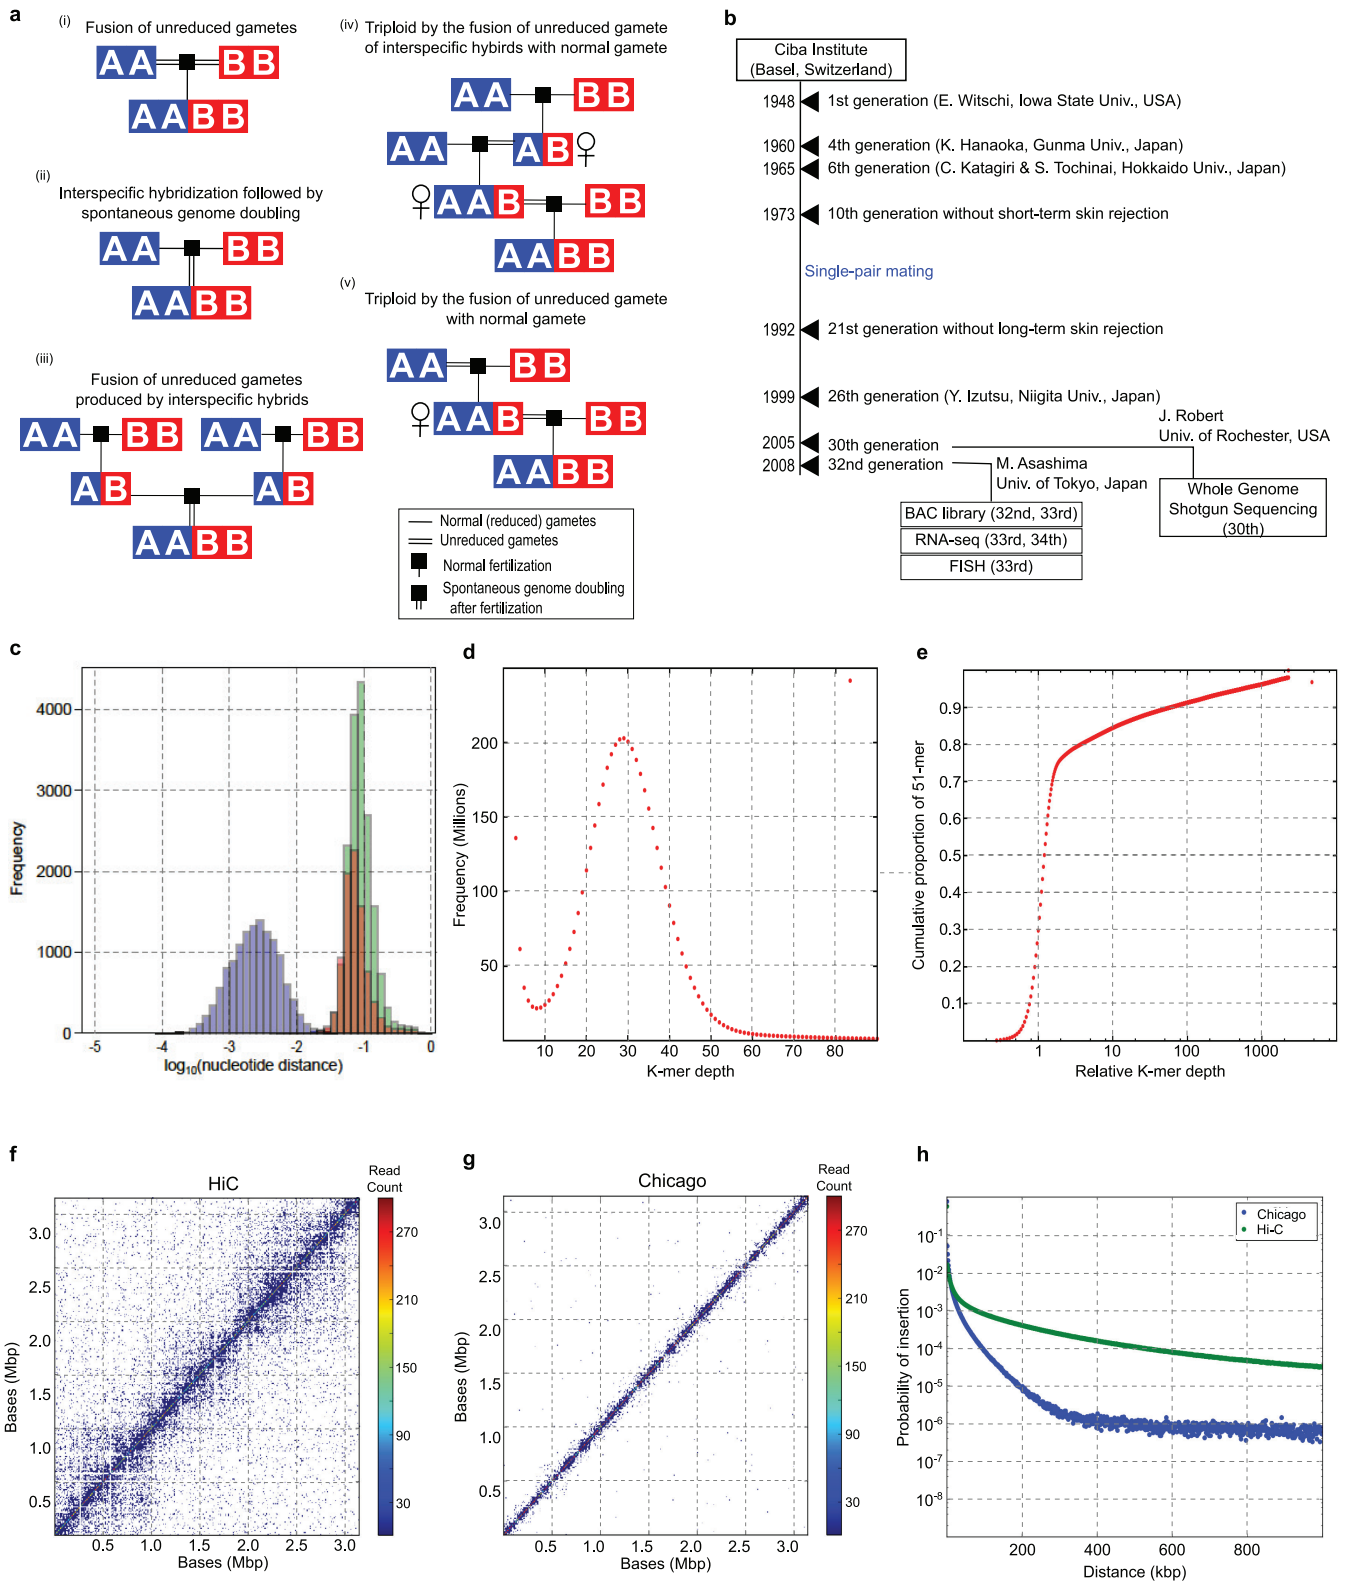 a
(i)
Fusion of unreduced gametes
AA BB
AABB
(ii)
Interspecific hybridization followed by
spontaneous genome doubling
AA BB
AABB
(iii)
Fusion of unreduced gametes
produced by interspecific hybrids
AA BB AA BB
AB AB
AABB
(iv)
Triploid by the fusion of unreduced gamete
of interspecific hybirds with normal gamete
AA BB
AA AB ♀
♀ AAB BB
AABB
(v)
Triploid by the fusion of unreduced gamete
with normal gamete
AA BB
♀ AAB BB
AABB
Normal (reduced) gametes
Unreduced gametes
Normal fertilization
Spontaneous genome doubling
after fertilization
b
Ciba Institute
(Basel, Switzerland)
1948 1st generation (E. Witschi, Iowa State Univ., USA)
1960 4th generation (K. Hanaoka, Gunma Univ., Japan)
1965 6th generation (C. Katagiri & S. Tochinai, Hokkaido Univ., Japan)
1973 10th generation without short-term skin rejection
Single-pair mating
1992 21st generation without long-term skin rejection
1999 26th generation (Y. Izutsu, Niigita Univ., Japan)
2005 30th generation
2008 32nd generation
J. Robert
Univ. of Rochester, USA
M. Asashima
Univ. of Tokyo, Japan
Whole Genome
Shotgun Sequencing
(30th)
BAC library (32nd, 33rd)
RNA-seq (33rd, 34th)
FISH (33rd)
c
Frequency
4000
3000
2000
1000
0
-5 -4 -3 -2 -1 0
log10(nucleotide distance)
d
Frequency (Millions)
200
150
100
50
10 20 30 40 50 60 70 80
K-mer depth
e
Cumulative proportion of 51-mer
0.9
0.8
0.7
0.6
0.5
0.4
0.3
0.2
0.1
1 10 100 1000
Relative K-mer depth
f
HiC
Read
Count
Bases (Mbp)
3.0
2.5
2.0
1.5
1.0
0.5
0.5 1.0 1.5 2.0 2.5 3.0
Bases (Mbp)
270
210
150
90
30
g
Chicago
Read
Count
Bases (Mbp)
3.0
2.5
2.0
1.5
1.0
0.5
0.5 1.0 1.5 2.0 2.5 3.0
Bases (Mbp)
270
210
150
90
30
h
Chicago
Hi-C
Probability of insertion
10-1
10-2
10-3
10-4
10-5
10-6
10-7
10-8
200 400 600 800
Distance (kbp)